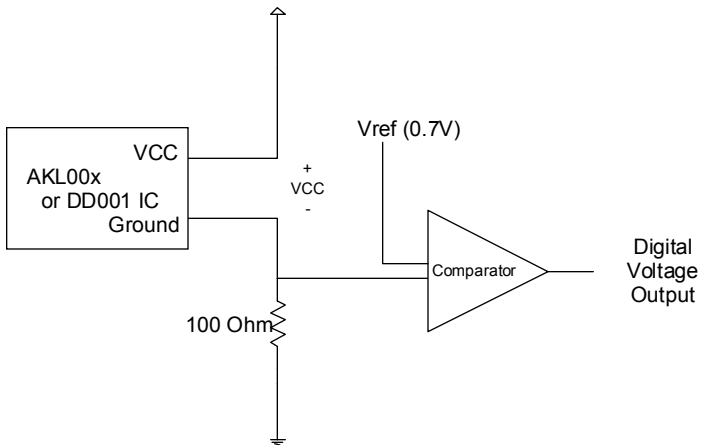 Vref (0.7V)
VCC
AKL00x
or DD001 IC
Ground
+
VCC
-
Comparator
Digital
Voltage
Output
100 Ohm